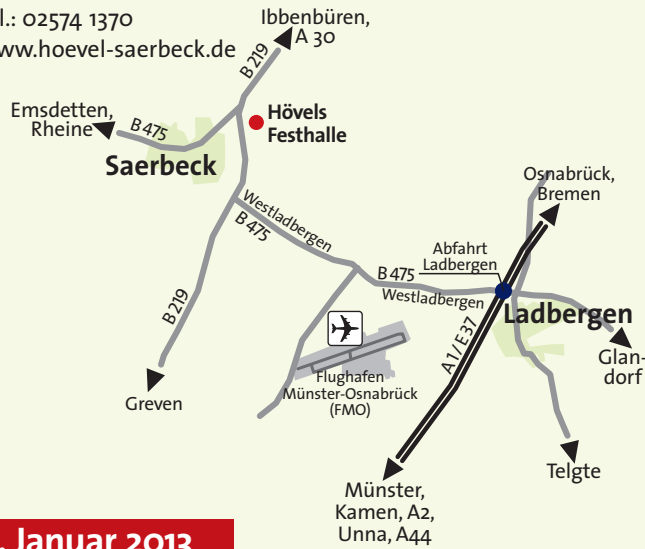 l.: 02574 1370
www.hoevel-saerbeck.de
Ibbenbüren,
A 30
B 219
Emsdetten,
Rheine
B 475
Hövels
Festhalle
Saerbeck
Osnabrück,
Bremen
Westladbergen
B 475
Abfahrt
Ladbergen
B 475
Westladbergen
Ladbergen
B 219
A1/E37
Glan-
dorf
Flughafen
Münster-Osnabrück
(FMO)
Greven
Telgte
Münster,
Kamen, A2,
Unna, A44
. Januar 2013